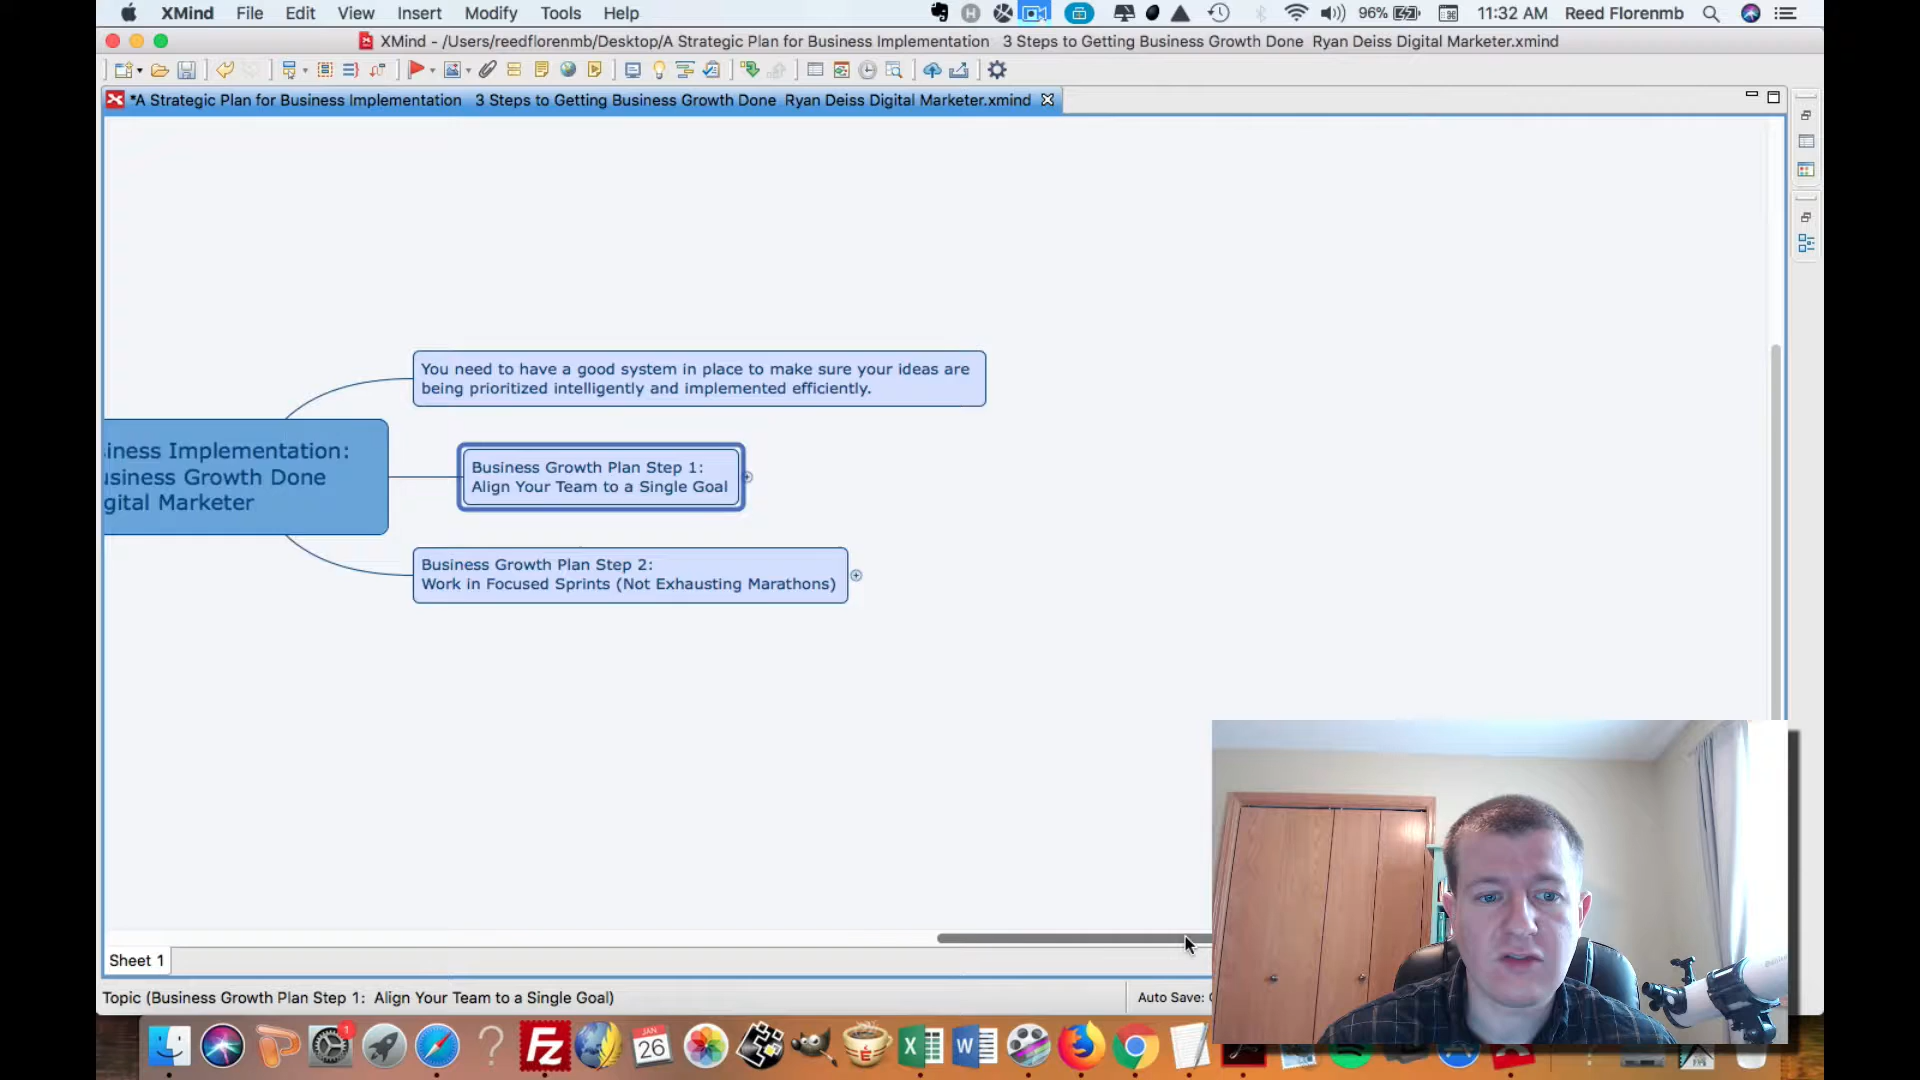 XMind File Edit View Insert Modify Tools Help 96% 11:32 AM Reed Florenmb
XMind - /Users/reedflorenmb/Desktop/A Strategic Plan for Business Implementation   3 Steps to Getting Business Growth Done  Ryan Deiss Digital Marketer.xmind
*A Strategic Plan for Business Implementation   3 Steps to Getting Business Growth Done  Ryan Deiss Digital Marketer.xmind
You need to have a good system in place to make sure your ideas are
being prioritized intelligently and implemented efficiently.
iness Implementation:
usiness Growth Done
gital Marketer
Business Growth Plan Step 1:
Align Your Team to a Single Goal
Business Growth Plan Step 2:
Work in Focused Sprints (Not Exhausting Marathons)
Sheet 1
Topic (Business Growth Plan Step 1:  Align Your Team to a Single Goal)
Auto Save:
1
Fz
JAN
26
X
W